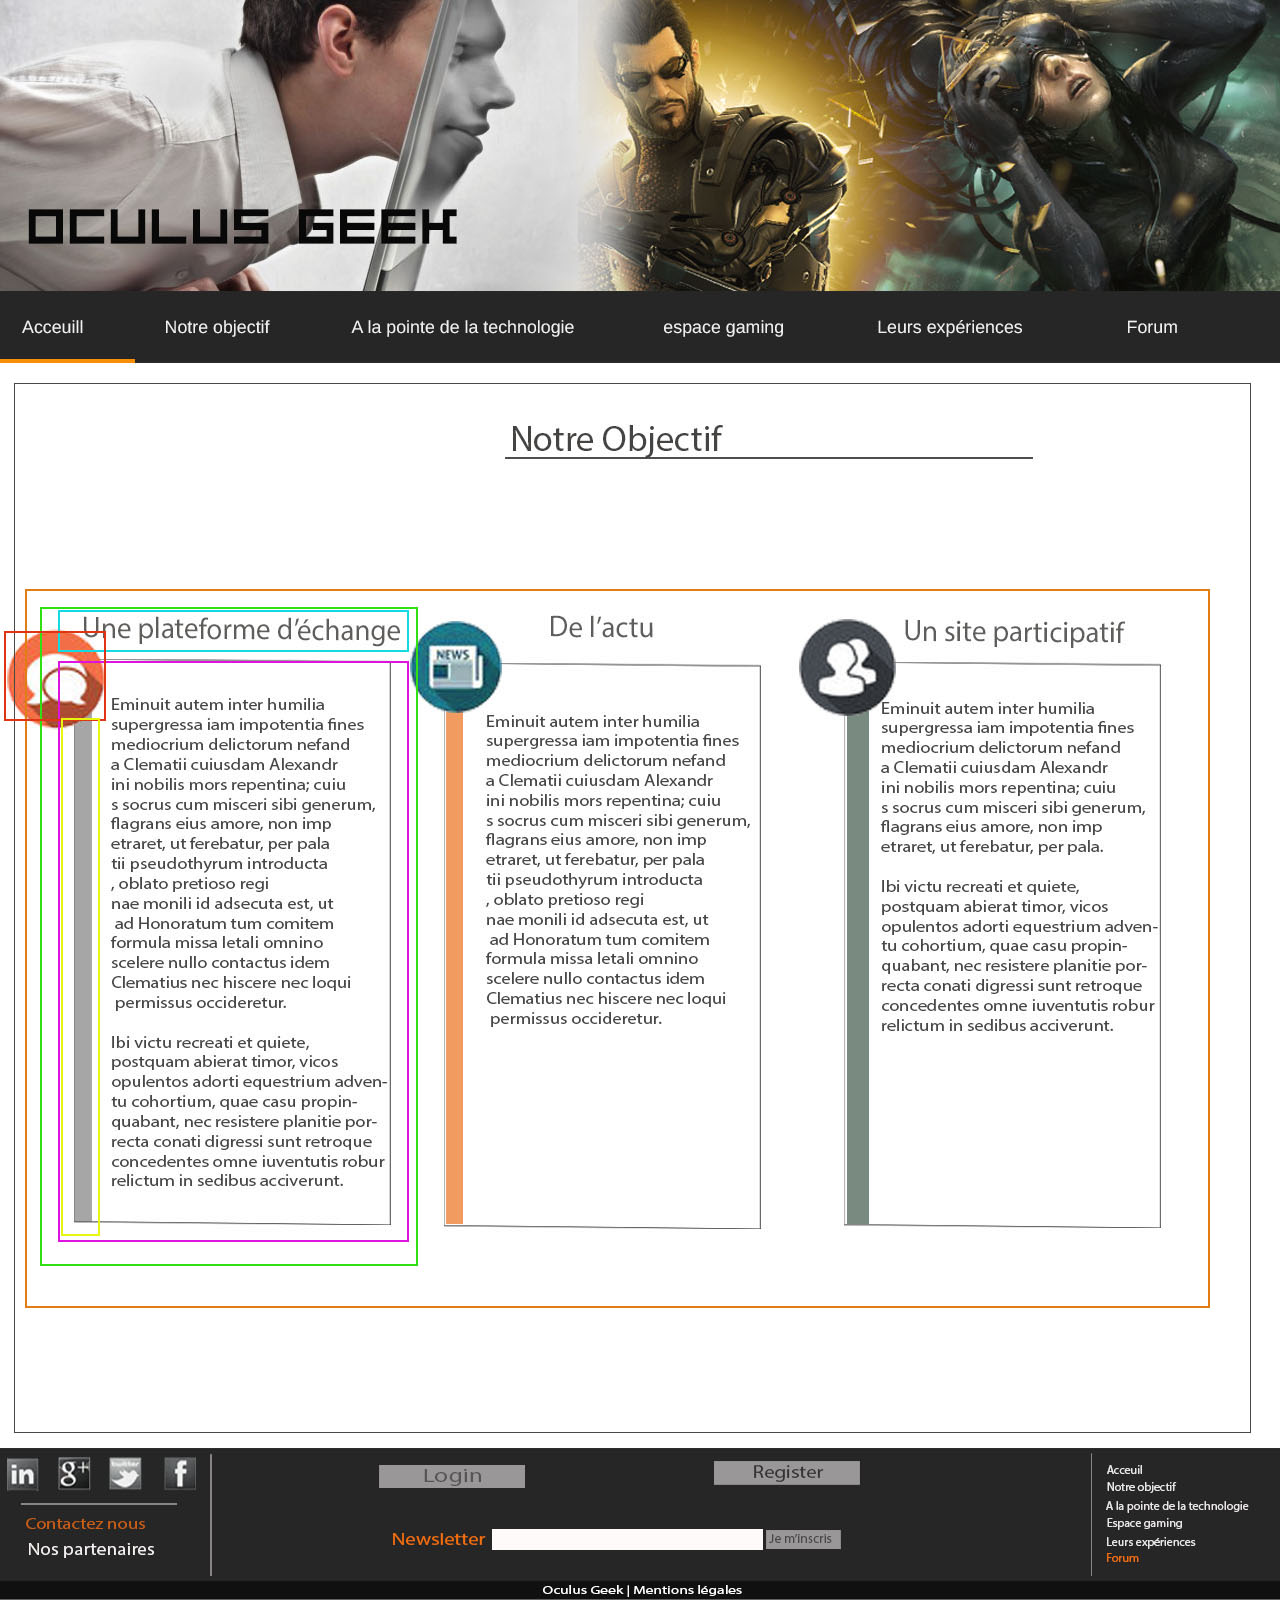 OCULUS GEEK
Acceuill
Notre objectif
A la pointe de la technologie
espace gaming
Leurs expériences
Forum
Notre Objectif
Une plateforme d'échange
Eminuit autem inter humilia
supergressa iam impotentia fines
mediocrium delictorum nefand
a Clematii cuiusdam Alexandr
ini nobilis mors repentina; cuiu
s socrus cum misceri sibi generum,
flagrans eius amore, non imp
etraret, ut ferebatur, per pala
tii pseudothyrum introducta
, oblato pretioso regi
nae monili id adsecuta est, ut
ad Honoratum tum comitem
formula missa letali omnino
scelere nullo contactus idem
Clematius nec hiscere nec loqui
permissus occideretur.
Ibi victu recreati et quiete,
postquam abierat timor, vicos
opulentos adorti equestrium adven-
tu cohortium, quae casu propin-
quabant, nec resistere planitie por-
recta conati digressi sunt retroque
concedentes omne iuventutis robur
relictum in sedibus acciverunt.
De l'actu
NEWS
Eminuit autem inter humilia
supergressa iam impotentia fines
mediocrium delictorum nefand
a Clematii cuiusdam Alexandr
ini nobilis mors repentina; cuiu
s socrus cum misceri sibi generum,
flagrans eius amore, non imp
etraret, ut ferebatur, per pala
tii pseudothyrum introducta
, oblato pretioso regi
nae monili id adsecuta est, ut
ad Honoratum tum comitem
formula missa letali omnino
scelere nullo contactus idem
Clematius nec hiscere nec loqui
permissus occideretur.
Un site participatif
Eminuit autem inter humilia
supergressa iam impotentia fines
mediocrium delictorum nefand
a Clematii cuiusdam Alexandr
ini nobilis mors repentina; cuiu
s socrus cum misceri sibi generum,
flagrans eius amore, non imp
etraret, ut ferebatur, per pala.
Ibi victu recreati et quiete,
postquam abierat timor, vicos
opulentos adorti equestrium adven-
tu cohortium, quae casu propin-
quabant, nec resistere planitie por-
recta conati digressi sunt retroque
concedentes omne iuventutis robur
relictum in sedibus acciverunt.
in
g+
twitter
f
Contactez nous
Nos partenaires
Login
Register
Newsletter
Je m'inscris
Acceuil
Notre objectif
A la pointe de la technologie
Espace gaming
Leurs expériences
Forum
Oculus Geek | Mentions légales